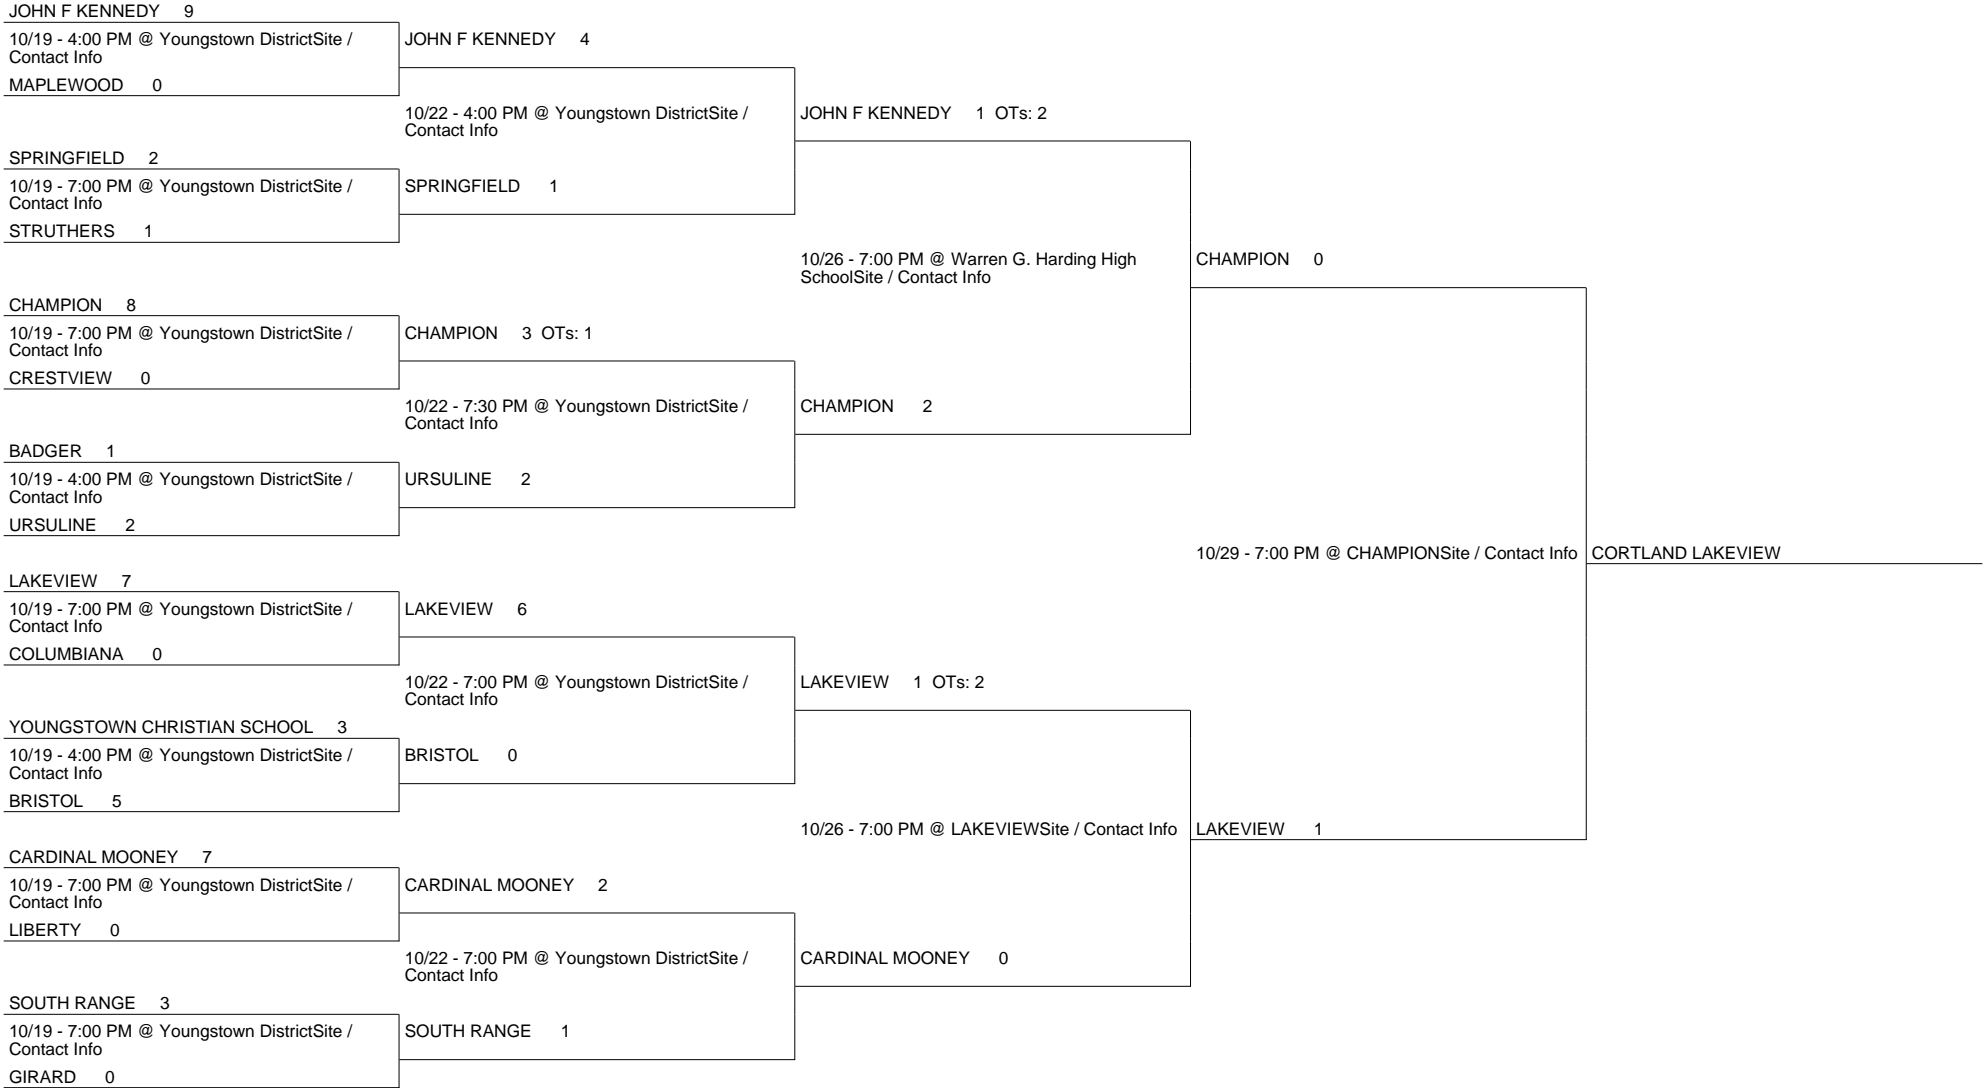 JOHN F KENNEDY 9
10/19 - 4:00 PM @ Youngstown DistrictSite /
Contact Info
MAPLEWOOD 0
SPRINGFIELD 2
10/19 - 7:00 PM @ Youngstown DistrictSite /
Contact Info
STRUTHERS 1
CHAMPION 8
10/19 - 7:00 PM @ Youngstown DistrictSite /
Contact Info
CRESTVIEW 0
BADGER 1
10/19 - 4:00 PM @ Youngstown DistrictSite /
Contact Info
URSULINE 2
LAKEVIEW 7
10/19 - 7:00 PM @ Youngstown DistrictSite /
Contact Info
COLUMBIANA 0
YOUNGSTOWN CHRISTIAN SCHOOL 3
10/19 - 4:00 PM @ Youngstown DistrictSite /
Contact Info
BRISTOL 5
CARDINAL MOONEY 7
10/19 - 7:00 PM @ Youngstown DistrictSite /
Contact Info
LIBERTY 0
SOUTH RANGE 3
10/19 - 7:00 PM @ Youngstown DistrictSite /
Contact Info
GIRARD 0
JOHN F KENNEDY 4
10/22 - 4:00 PM @ Youngstown DistrictSite /
Contact Info
SPRINGFIELD 1
CHAMPION 3 OTs: 1
10/22 - 7:30 PM @ Youngstown DistrictSite /
Contact Info
URSULINE 2
LAKEVIEW 6
10/22 - 7:00 PM @ Youngstown DistrictSite /
Contact Info
BRISTOL 0
CARDINAL MOONEY 2
10/22 - 7:00 PM @ Youngstown DistrictSite /
Contact Info
SOUTH RANGE 1
JOHN F KENNEDY 1 OTs: 2
10/26 - 7:00 PM @ Warren G. Harding High
SchoolSite / Contact Info
CHAMPION 2
LAKEVIEW 1 OTs: 2
10/26 - 7:00 PM @ LAKEVIEWSite / Contact Info
CARDINAL MOONEY 0
CHAMPION 0
10/29 - 7:00 PM @ CHAMPIONSite / Contact Info
LAKEVIEW 1
CORTLAND LAKEVIEW